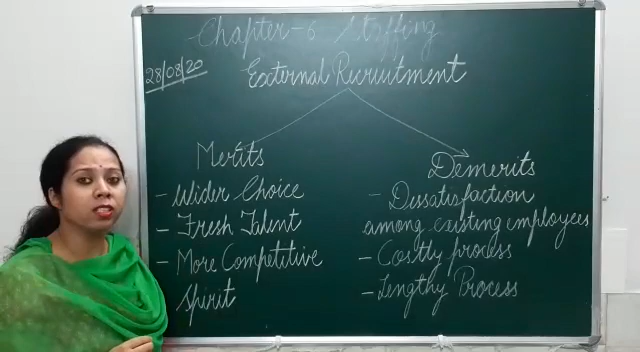 Chapter-6 Staffing
28/08/20
External Recruitment
Merits
- Wider Choice
- Fresh Talent
- More Competitive
Spirit
Demerits
- Dissatisfaction
among existing employees
- Costly process
- Lengthy Process